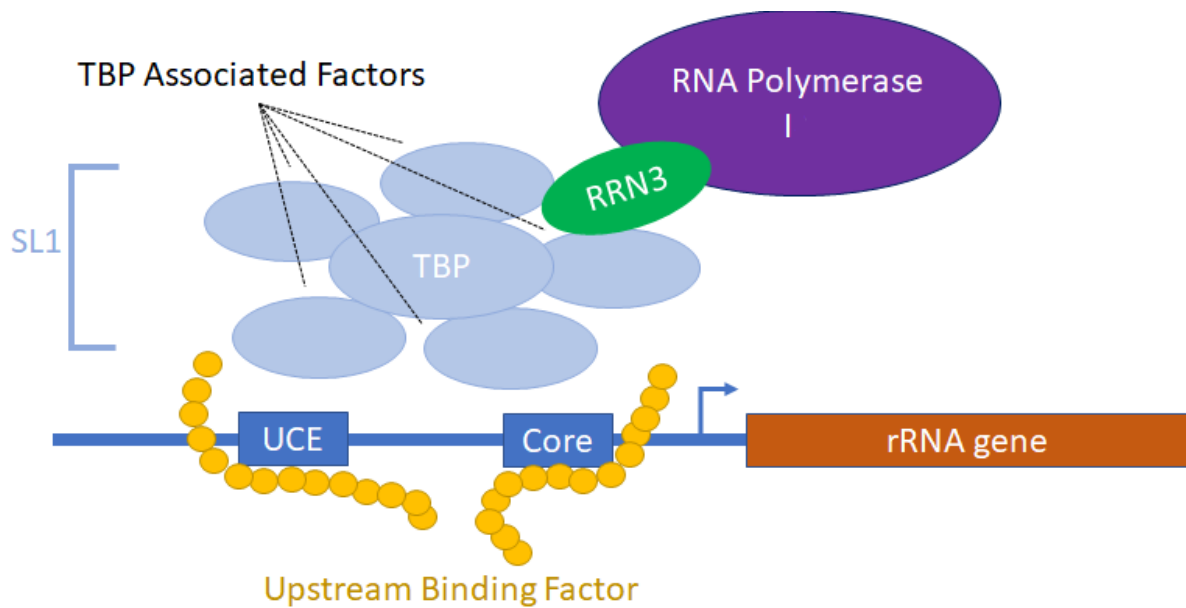 TBP Associated Factors
RNA Polymerase
I
RRN3
SL1
TBP
UCE
Core
rRNA gene
Upstream Binding Factor